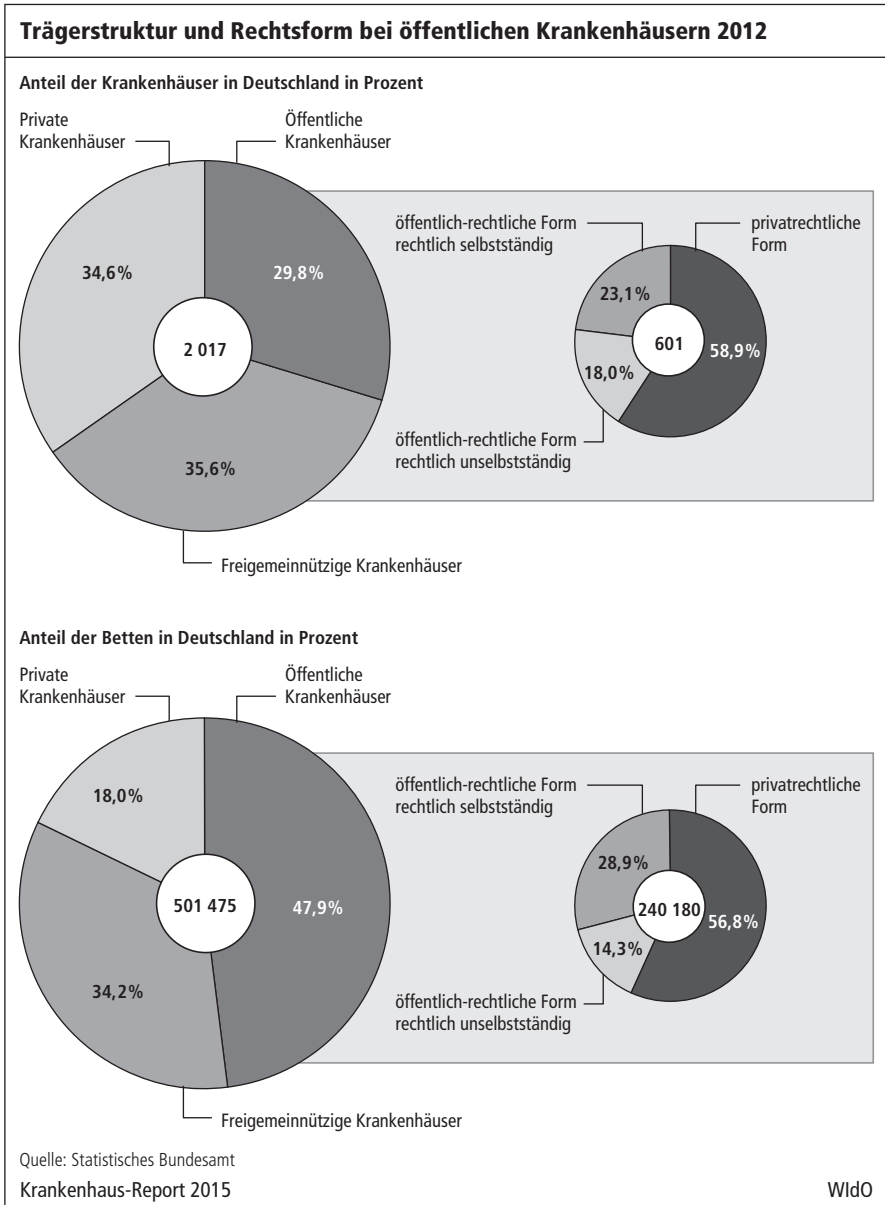 Trägerstruktur und Rechtsform bei öffentlichen Krankenhäusern 2012
Anteil der Krankenhäuser in Deutschland in Prozent
Private
Krankenhäuser
Öffentliche
Krankenhäuser
34,6%
29,8%
2 017
35,6%
Freigemeinnützige Krankenhäuser
öffentlich-rechtliche Form
rechtlich selbstständig
privatrechtliche
Form
23,1%
601
58,9%
18,0%
öffentlich-rechtliche Form
rechtlich unselbstständig
Anteil der Betten in Deutschland in Prozent
Private
Krankenhäuser
Öffentliche
Krankenhäuser
18,0%
501 475
47,9%
34,2%
Freigemeinnützige Krankenhäuser
öffentlich-rechtliche Form
rechtlich selbstständig
privatrechtliche
Form
28,9%
240 180
56,8%
14,3%
öffentlich-rechtliche Form
rechtlich unselbstständig
Quelle: Statistisches Bundesamt
Krankenhaus-Report 2015
WIdO